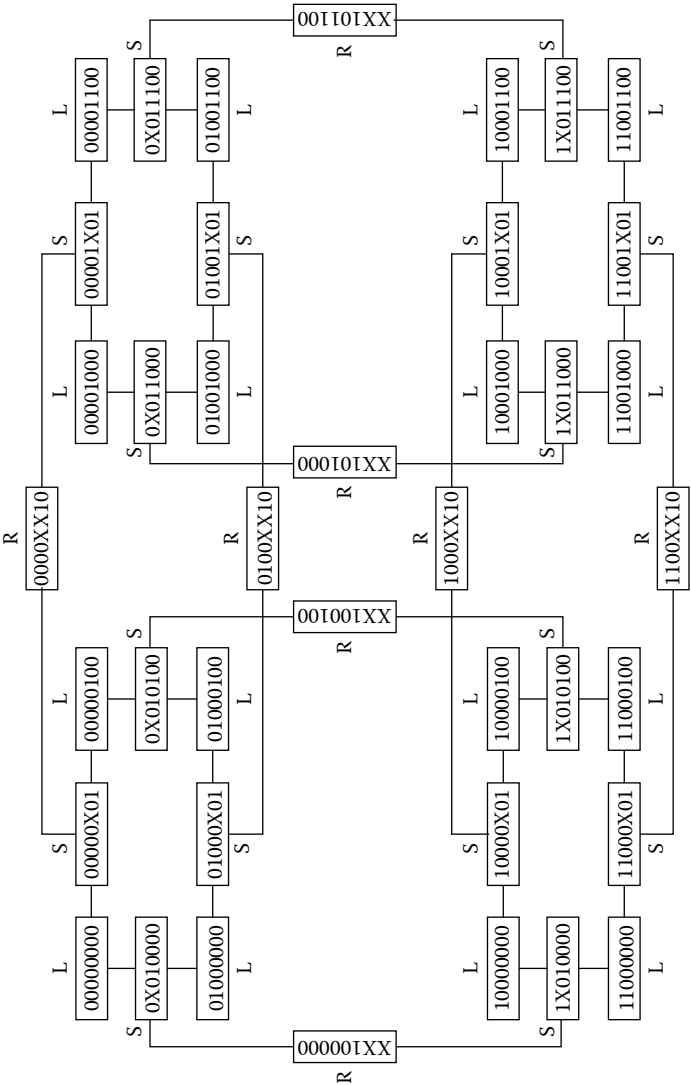 R
0000XX10
L S L L S L
00000000 00000X01 00000100 00001000 00001X01 00001100
S S S S
0X010000 0X010100 0X011000 0X011100
01000000 01000X01 01000100 01001000 01001X01 01001100
R
L S L L S L
0100XX10
R XX100000 R XX100100 R XX101000 R XX101100
R
1000XX10
L S L L S L
10000000 10000X01 10000100 10001000 10001X01 10001100
S S S S
1X010000 1X010100 1X011000 1X011100
11000000 11000X01 11000100 11001000 11001X01 11001100
R
L S L L S L
1100XX10